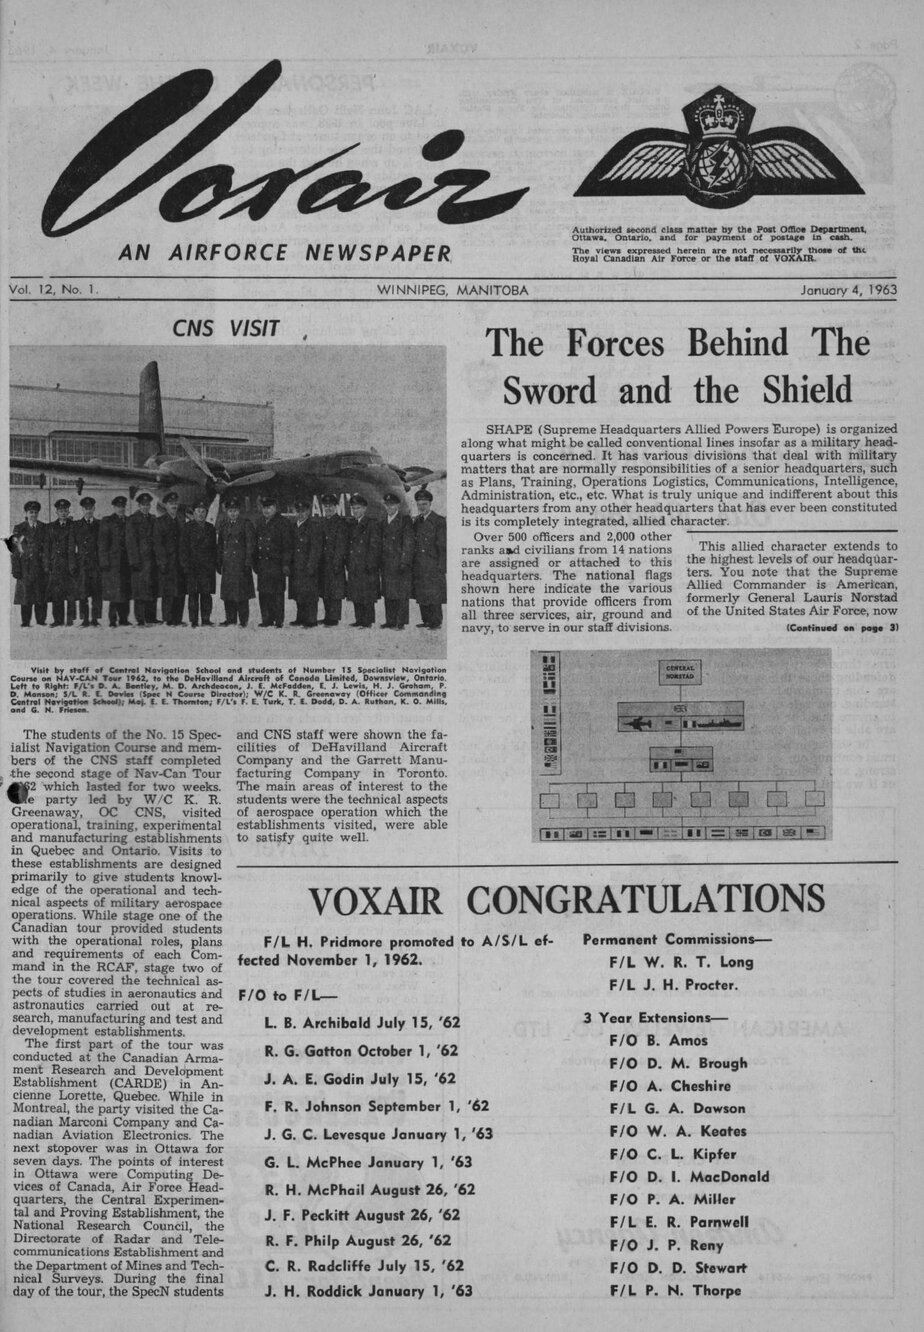 Voxair
AN AIRFORCE NEWSPAPER
Authorized second class matter by the Post Office Department,
Ottawa, Ontario, and for payment of postage in cash.
The views expressed herein are not necessarily those of the
Royal Canadian Air Force or the staff of VOXAIR.
Vol. 12, No. 1.
WINNIPEG, MANITOBA
January 4, 1963
CNS VISIT
ARMY
Visit by staff of Central Navigation School and students of Number 15 Specialist Navigation
Course on NAV-CAN Tour 1962, to the DeHavilland Aircraft of Canada Limited, Downsview, Ontario.
Left to Right: F/L's D. A. Bentley, M. D. Archdeacon, J. E. McFadden, E. J. Lewis, H. J. Graham, P.
D. Manson; S/L R. E. Davies (Spec N Course Director); W/C K. R. Greenaway (Officer Commanding
Central Navigation School); Maj. E. E. Thornton; F/L's F. E. Turk, T. E. Dodd, D. A. Ruthan, K. O. Mills,
and G. N. Friesen.
The students of the No. 15 Spec-
ialist Navigation Course and mem-
bers of the CNS staff completed
the second stage of Nav-Can Tour
62 which lasted for two weeks.
party led by W/C K. R.
Greenaway, OC CNS, visited
operational, training, experimental
and manufacturing establishments
in Quebec and Ontario. Visits to
these establishments are designed
primarily to give students knowl-
edge of the operational and tech-
nical aspects of military aerospace
operations. While stage one of the
Canadian tour provided students
with the operational roles, plans
and requirements of each Com-
mand in the RCAF, stage two of
the tour covered the technical as-
pects of studies in aeronautics and
astronautics carried out at re-
search, manufacturing and test and
development establishments.
The first part of the tour was
conducted at the Canadian Arma-
ment Research and Development
Establishment (CARDE) in An-
cienne Lorette, Quebec. While in
Montreal, the party visited the Ca-
nadian Marconi Company and Ca-
nadian Aviation Electronics. The
next stopover was in Ottawa for
seven days. The points of interest
in Ottawa were Computing De-
vices of Canada, Air Force Head-
quarters, the Central Experimen-
tal and Proving Establishment, the
National Research Council, the
Directorate of Radar and Tele-
communications Establishment and
the Department of Mines and Tech-
nical Surveys. During the final
day of the tour, the SpecN students
and CNS staff were shown the fa-
cilities of DeHavilland Aircraft
Company and the Garrett Manu-
facturing Company in Toronto.
The main areas of interest to the
students were the technical aspects
of aerospace operation which the
establishments visited, were able
to satisfy quite well.
The Forces Behind The
Sword and the Shield
SHAPE (Supreme Headquarters Allied Powers Europe) is organized
along what might be called conventional lines insofar as a military head-
quarters is concerned. It has various divisions that deal with military
matters that are normally responsibilities of a senior headquarters, such
as Plans, Training, Operations Logistics, Communications, Intelligence,
Administration, etc., etc. What is truly unique and indifferent about this
headquarters from any other headquarters that has ever been constituted
is its completely integrated, allied character.
Over 500 officers and 2,000 other
ranks and civilians from 14 nations
are assigned or attached to this
headquarters. The national flags
shown here indicate the various
nations that provide officers from
all three services, air, ground and
navy, to serve in our staff divisions.
This allied character extends to
the highest levels of our headquar-
ters. You note that the Supreme
Allied Commander is American,
formerly General Lauris Norstad
of the United States Air Force, now
(Continued on page 3)
GENERAL
NORSTAD
VOXAIR CONGRATULATIONS
F/L H. Pridmore promoted to A/S/L ef-
fected November 1, 1962.
F/O to F/L—
L. B. Archibald July 15, '62
R. G. Gatton October 1, '62
J. A. E. Godin July 15, '62
F. R. Johnson September 1, '62
J. G. C. Levesque January 1, '63
G. L. McPhee January 1, '63
R. H. McPhail August 26, '62
J. F. Peckitt August 26, '62
R. F. Philp August 26, '62
C. R. Radcliffe July 15, '62
J. H. Roddick January 1, '63
Permanent Commissions—
F/L W. R. T. Long
F/L J. H. Procter.
3 Year Extensions—
F/O B. Amos
F/O D. M. Brough
F/O A. Cheshire
F/L G. A. Dawson
F/O W. A. Keates
F/O C. L. Kipfer
F/O D. I. MacDonald
F/O P. A. Miller
F/L E. R. Parnwell
F/O J. P. Reny
F/O D. D. Stewart
F/L P. N. Thorpe